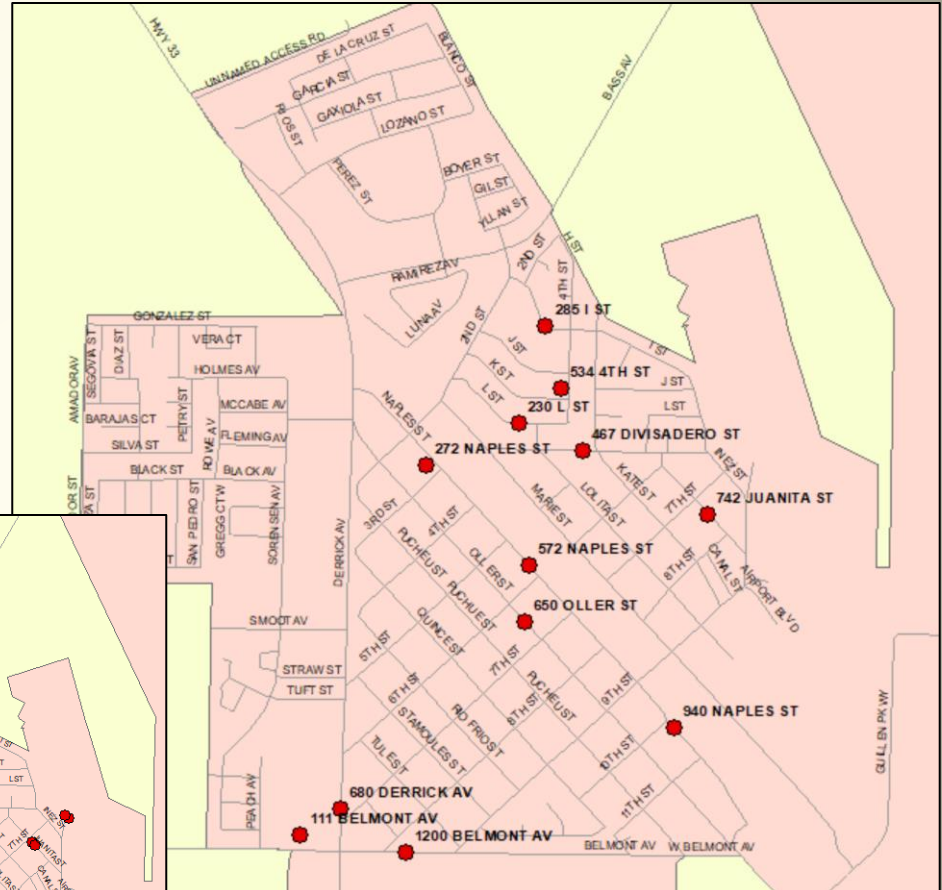 HWY 33
UNNAMED ACCESS RD
DE LA CRUZ ST
BLANCO ST
BASS AV
GARCIA ST
GAXIOLA ST
RIOS ST
LOZANO ST
PEREZ ST
BOYER ST
GIL ST
YLLAN ST
2ND ST
H ST
RAMIREZ AV
4TH ST
LUNA AV
2ND ST
285 I ST
GONZALEZ ST
SEGOVIA ST
DIAZ ST
VERA CT
J ST
I ST
AMADOR AV
HOLMES AV
K ST
534 4TH ST
J ST
L ST
230 L ST
L ST
PETRY ST
MCCABE AV
NAPLES ST
BARAJAS CT
ROWE AV
FLEMING AV
467 DIVISADERO ST
SILVA ST
272 NAPLES ST
INEZ ST
BLACK ST
BLACK AV
KATE ST
7TH ST
SAN PEDRO ST
GREGG CT W
SORENSEN AV
MARIE ST
LOLITA ST
742 JUANITA ST
3RD ST
4TH ST
DERRICK AV
PUCHEU ST
OLLER ST
572 NAPLES ST
8TH ST
CANAL ST
AIRPORT BLVD
PUCHUE ST
650 OLLER ST
SMOOT AV
QUINCE ST
5TH ST
7TH ST
STRAW ST
TUFT ST
6TH ST
PUCHEU ST
9TH ST
STAMOULES ST
RIO FRIO ST
8TH ST
940 NAPLES ST
GUILLEN PKWY
TULE ST
10TH ST
680 DERRICK AV
PEACH AV
11TH ST
111 BELMONT AV
1200 BELMONT AV
BELMONT AV
W. BELMONT AV
L ST
INEZ ST
7TH ST